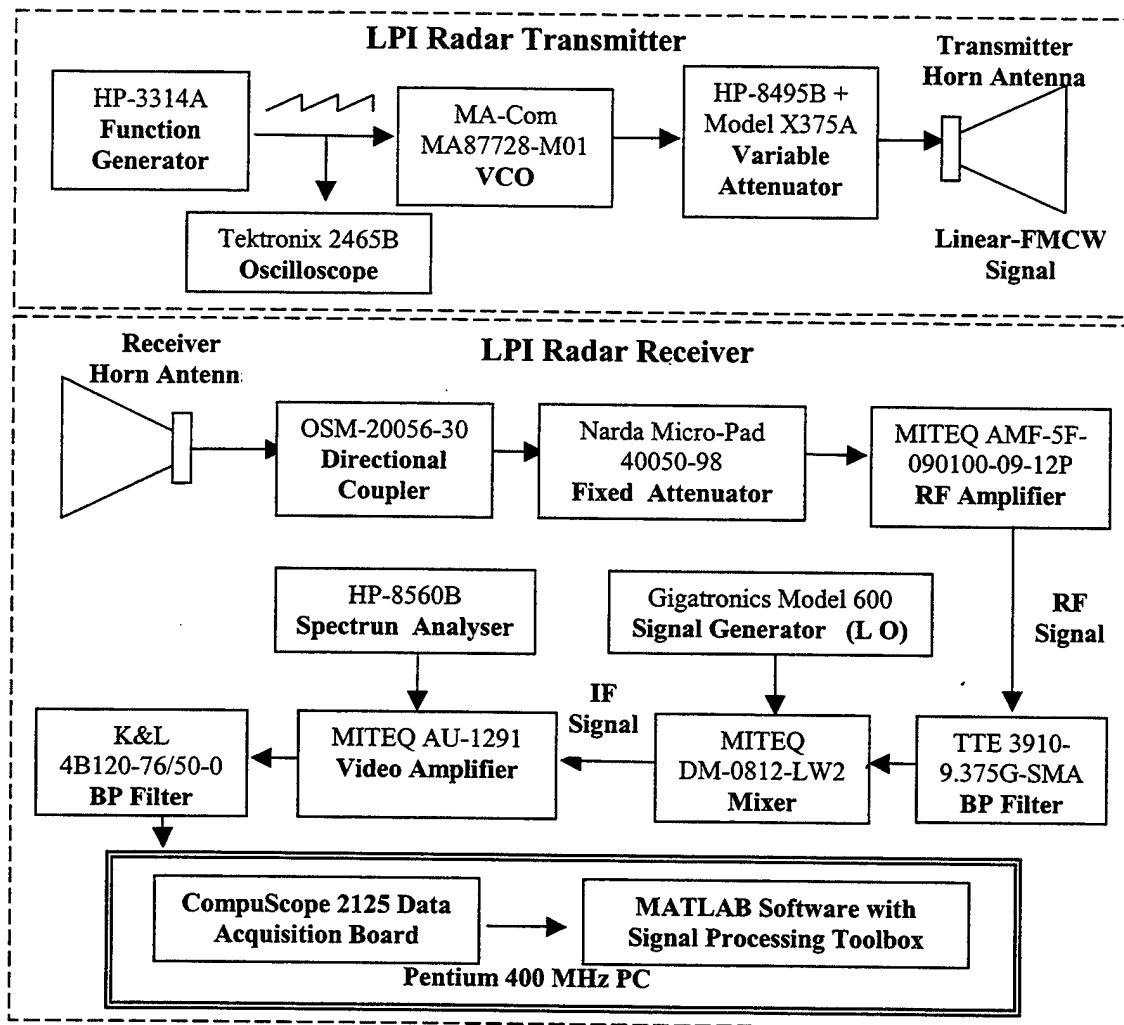 LPI Radar Transmitter
Transmitter
Horn Antenna
HP-3314A
Function
Generator
MA-Com
MA87728-M01
VCO
HP-8495B +
Model X375A
Variable
Attenuator
Tektronix 2465B
Oscilloscope
Linear-FMCW
Signal
Receiver
Horn Antenn
LPI Radar Receiver
OSM-20056-30
Directional
Coupler
Narda Micro-Pad
40050-98
Fixed Attenuator
MITEQ AMF-5F-
090100-09-12P
RF Amplifier
HP-8560B
Spectrun Analyser
Gigatronics Model 600
Signal Generator (L O)
RF
Signal
IF
Signal
K&L
4B120-76/50-0
BP Filter
MITEQ AU-1291
Video Amplifier
MITEQ
DM-0812-LW2
Mixer
TTE 3910-
9.375G-SMA
BP Filter
CompuScope 2125 Data
Acquisition Board
MATLAB Software with
Signal Processing Toolbox
Pentium 400 MHz PC